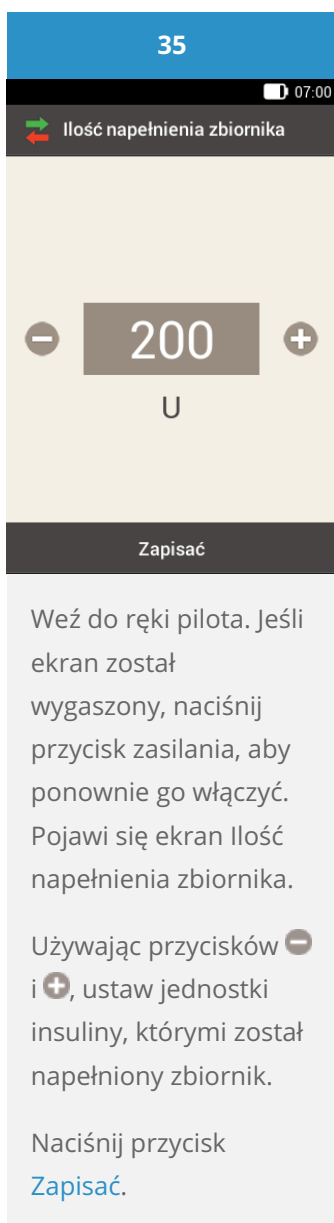 35
07:00
Ilość napełnienia zbiornika
200
U
Zapisać
Weź do ręki pilota. Jeśli
ekran został
wygaszony, naciśnij
przycisk zasilania, aby
ponownie go włączyć.
Pojawi się ekran Ilość
napełnienia zbiornika.
Używając przycisków
i , ustaw jednostki
insuliny, którymi został
napełniony zbiornik.
Naciśnij przycisk
Zapisać.